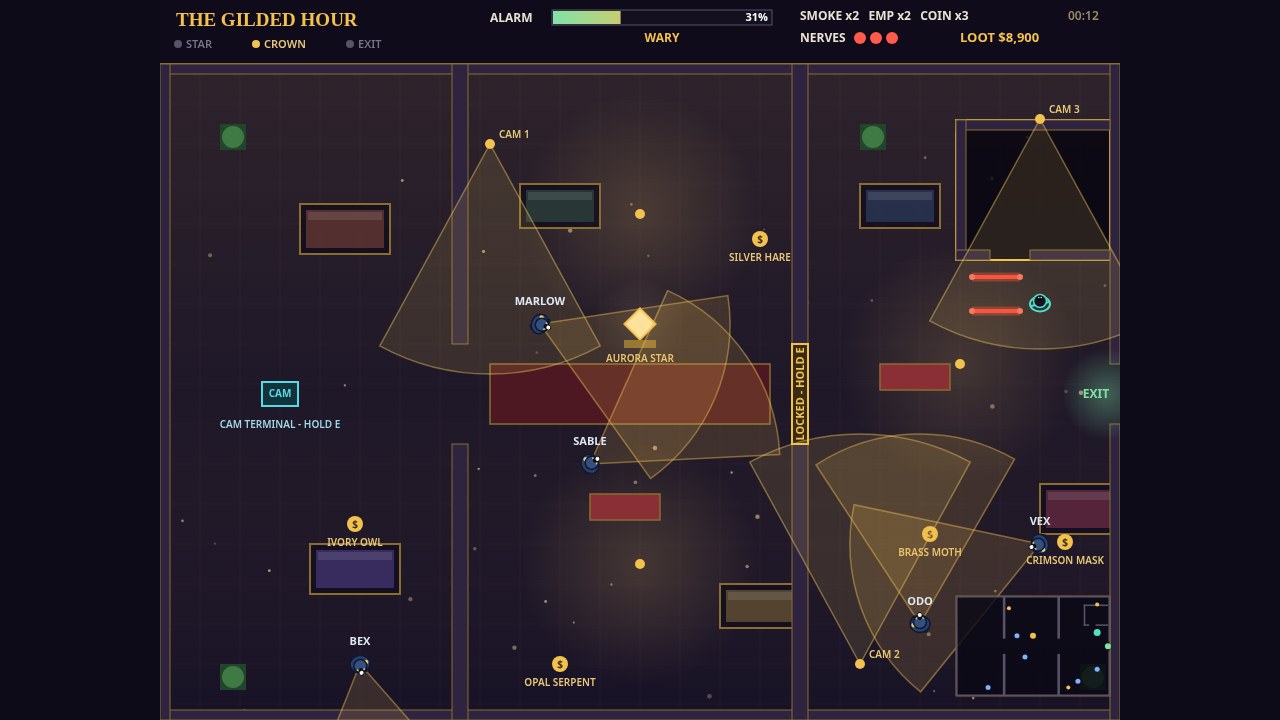 THE GILDED HOUR
STAR
CROWN
EXIT
ALARM
31%
WARY
SMOKE x2 EMP x2 COIN x3
00:12
NERVES
LOOT $8,900
CAM 3
CAM 1
$
SILVER HARE
MARLOW
AURORA STAR
LOCKED - HOLD E
CAM
EXIT
CAM TERMINAL - HOLD E
SABLE
$
IVORY OWL
VEX
$
BRASS MOTH
$
CRIMSON MASK
ODO
BEX
CAM 2
$
OPAL SERPENT